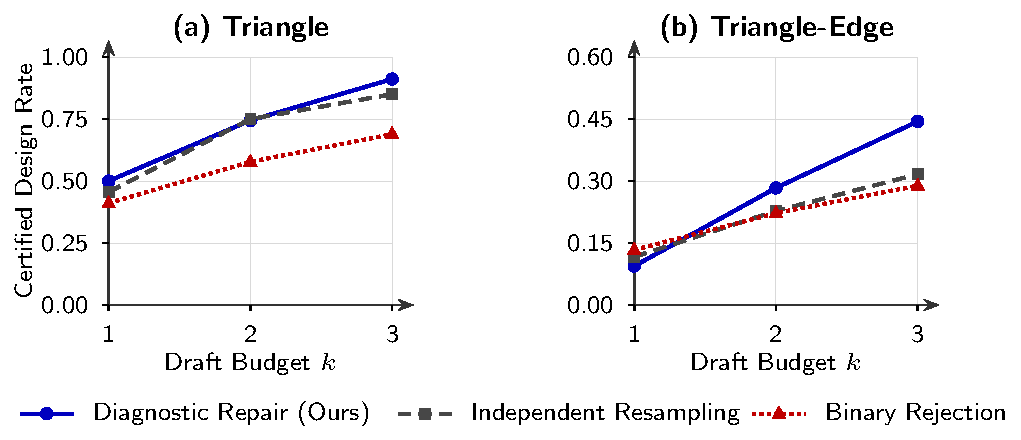 (a) Triangle
Certified Design Rate
1.00
0.75
0.50
0.25
0.00
1
2
3
Draft Budget k
(b) Triangle-Edge
0.60
0.45
0.30
0.15
0.00
1
2
3
Draft Budget k
Diagnostic Repair (Ours)
Independent Resampling
Binary Rejection